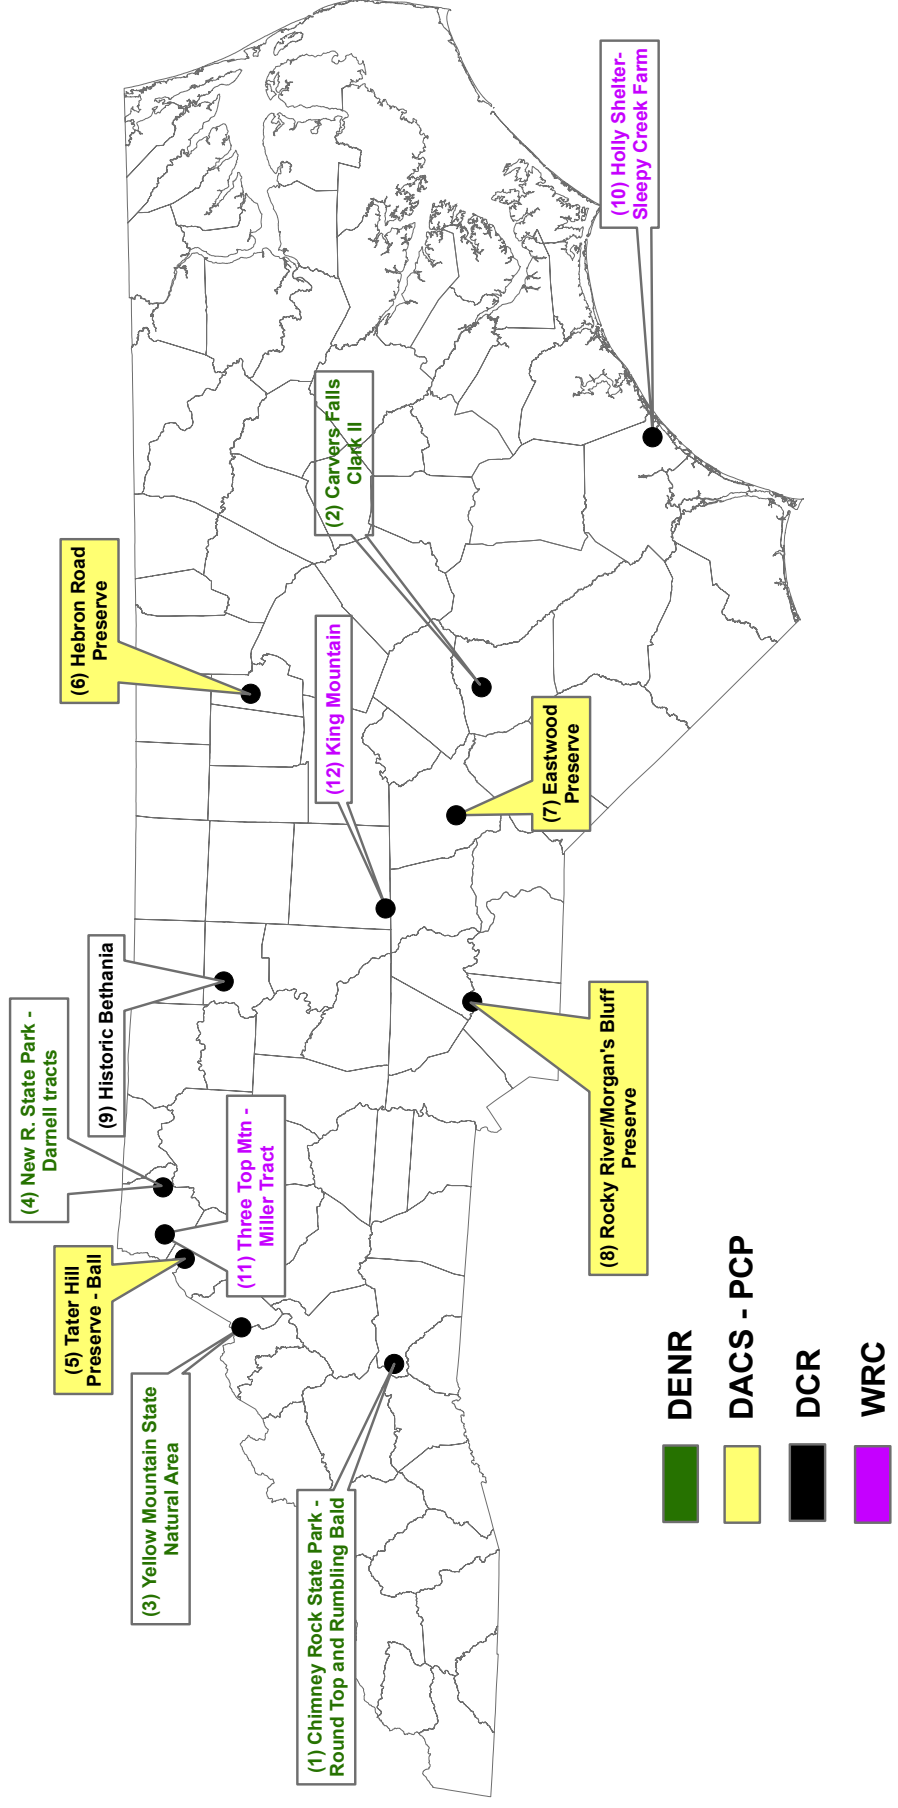 (1) Chimney Rock State Park -
Round Top and Rumbling Bald
(3) Yellow Mountain State
Natural Area
(5) Tater Hill
Preserve - Ball
(4) New R. State Park -
Darnell tracts
(11) Three Top Mtn -
Miller Tract
(9) Historic Bethania
(8) Rocky River/Morgan's Bluff
Preserve
(12) King Mountain
(6) Hebron Road
Preserve
(7) Eastwood
Preserve
(2) Carvers Falls
Clark II
(10) Holly Shelter-
Sleepy Creek Farm
DENR
DACS - PCP
DCR
WRC